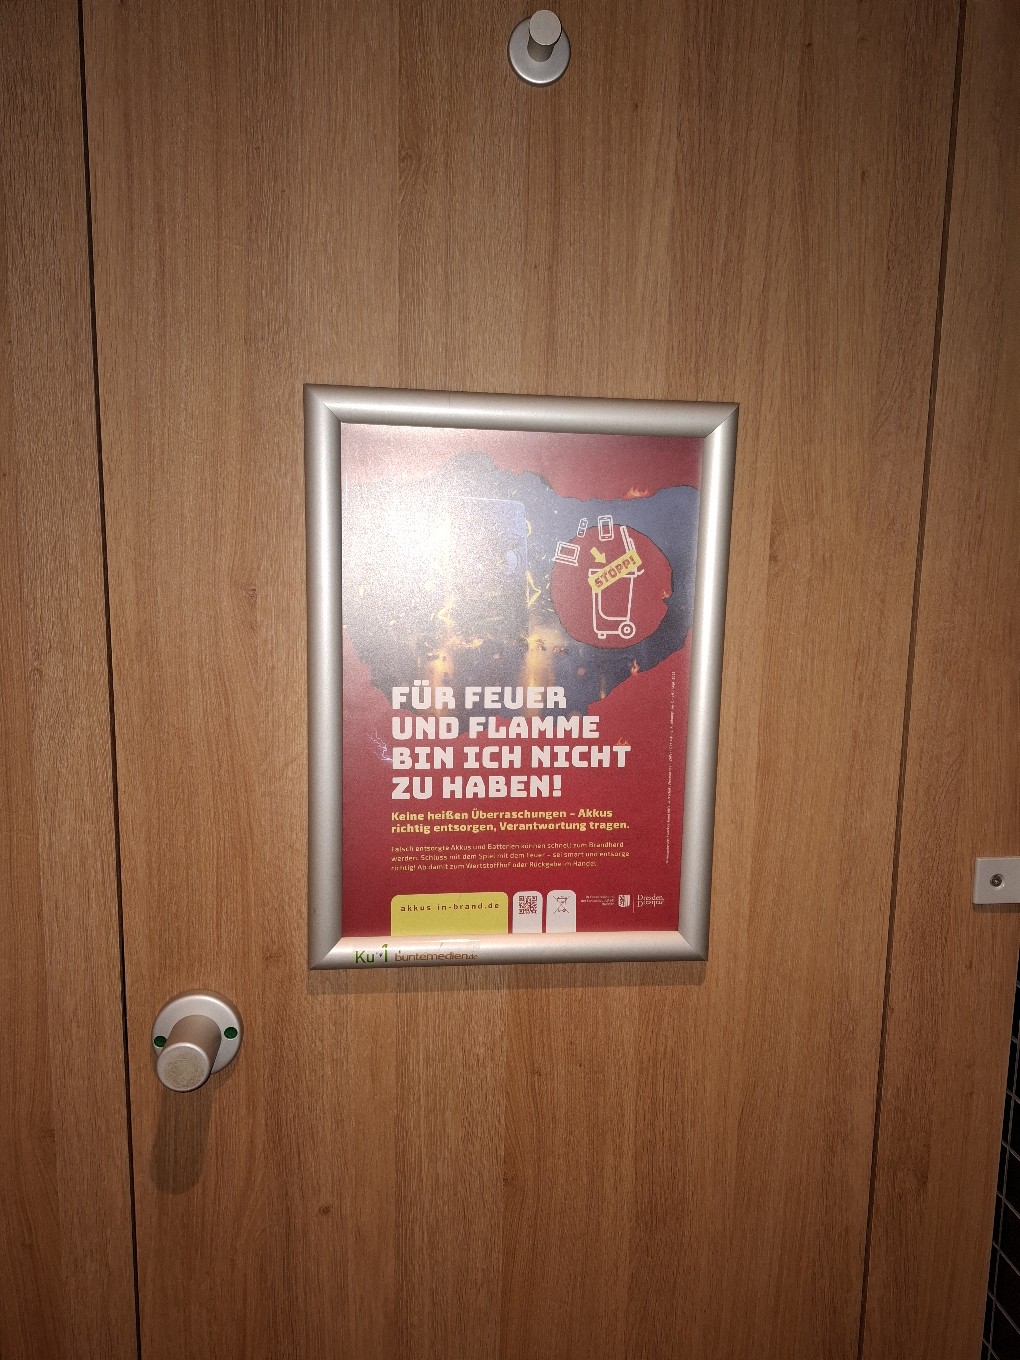 STOPP!
FÜR FEUER
UND FLAMME
BIN ICH NICHT
ZU HABEN!
Keine heißen Überraschungen – Akkus
richtig entsorgen, Verantwortung tragen.
Falsch entsorgte Akkus und Batterien können schnell zum Brandherd
werden. Schluss mit dem Spiel mit dem Feuer – sei smart und entsorge
richtig! Ab damit zum Wertstoffhof oder Rückgabe im Handel.
akkus-in-brand.de
Dresden.
Dresdner
buntemedien.de